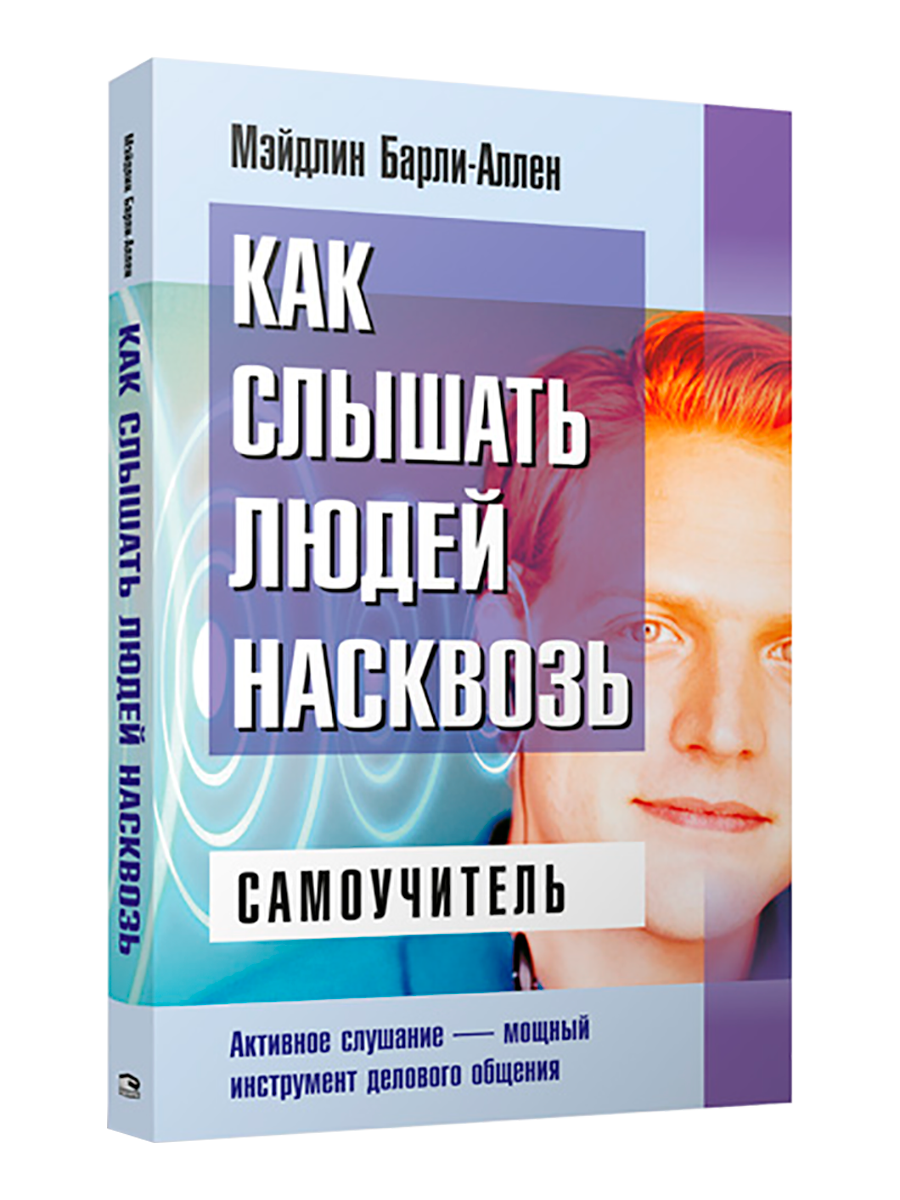 Мэйдлин Барли-Аллен
КАК
СЛЫШАТЬ
ЛЮДЕЙ
НАСКВОЗЬ
САМОУЧИТЕЛЬ
Активное слушание — мощный
инструмент делового общения
Мэйдлин Барли-Аллен
КАК СЛЫШАТЬ ЛЮДЕЙ НАСКВОЗЬ